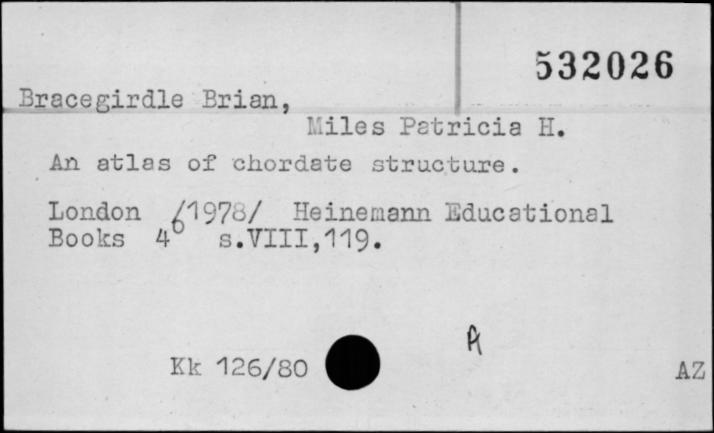 532026
Bracegirdle Brian,
Miles Patricia H.
An atlas of chordate structure.
London /1978/ Heinemann Educational
Books 4° s.VIII,119.
Kk 126/80
AZ